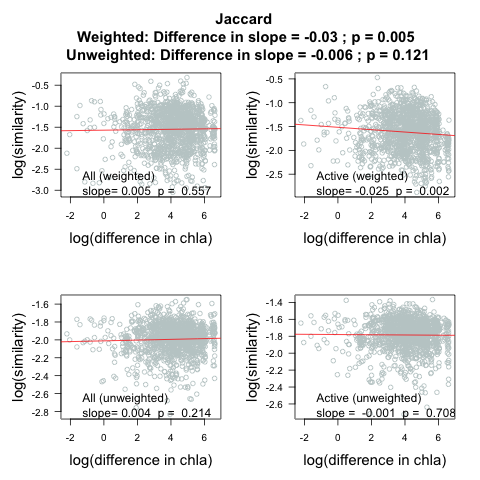 Jaccard
Weighted: Difference in slope = -0.03 ; p = 0.005
Unweighted: Difference in slope = -0.006 ; p = 0.121
log(similarity)
-0.5
-1.0
-1.5
-2.0
-2.5
-3.0
All (weighted)
slope= 0.005 p = 0.557
-2 0 2 4 6
log(difference in chla)
log(similarity)
-0.5
-1.0
-1.5
-2.0
-2.5
Active (weighted)
slope= -0.025 p = 0.002
-2 0 2 4 6
log(difference in chla)
log(similarity)
-1.6
-1.8
-2.0
-2.2
-2.4
-2.6
-2.8
All (unweighted)
slope= 0.004 p = 0.214
-2 0 2 4 6
log(difference in chla)
log(similarity)
-1.4
-1.6
-1.8
-2.0
-2.2
-2.4
-2.6
Active (unweighted)
slope = -0.001 p = 0.708
-2 0 2 4 6
log(difference in chla)